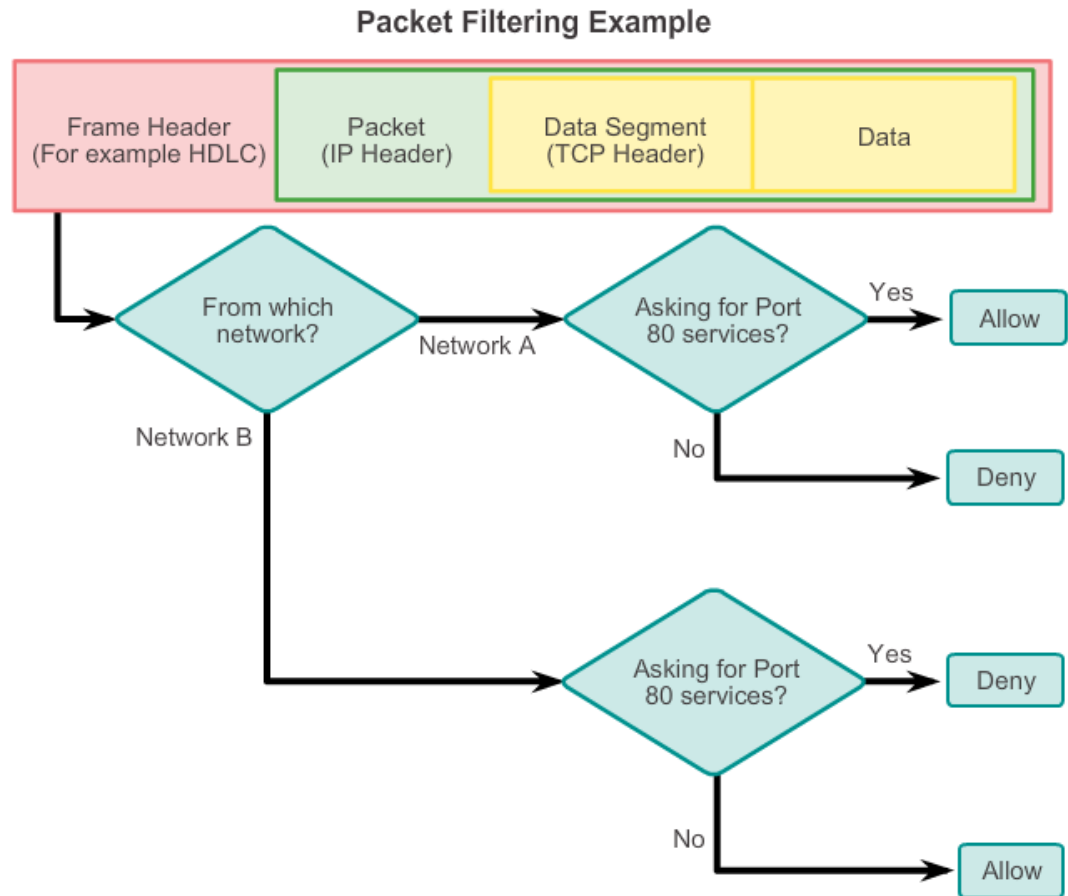 Packet Filtering Example
Frame Header
(For example HDLC)
Packet
(IP Header)
Data Segment
(TCP Header)
Data
From which
network?
Network A
Asking for Port
80 services?
Yes
Allow
No
Deny
Network B
Asking for Port
80 services?
Yes
Deny
No
Allow